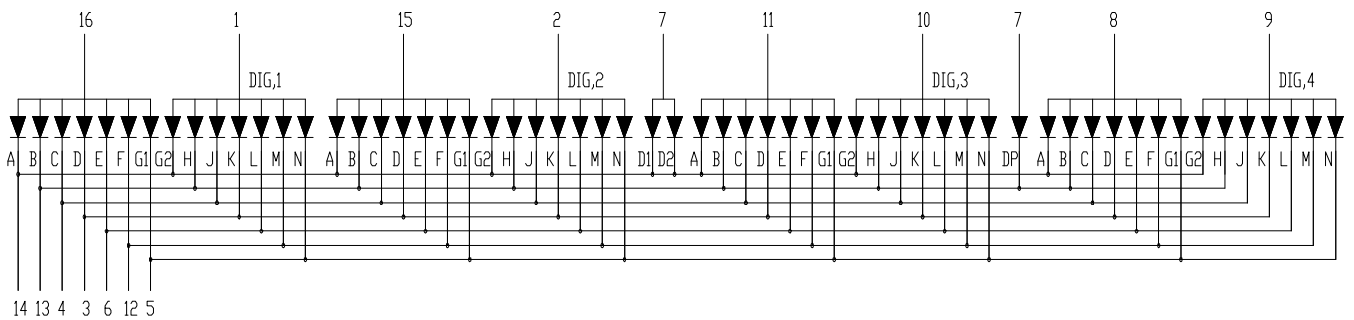 16 1 15 2 7 11 10 7 8 9
DIG,1 DIG,2 DIG,3 DIG,4
A B C D E F G1 G2 H J K L M N A B C D E F G1 G2 H J K L M N D1 D2 A B C D E F G1 G2 H J K L M N DP A B C D E F G1 G2 H J K L M N
14 13 4 3 6 12 5